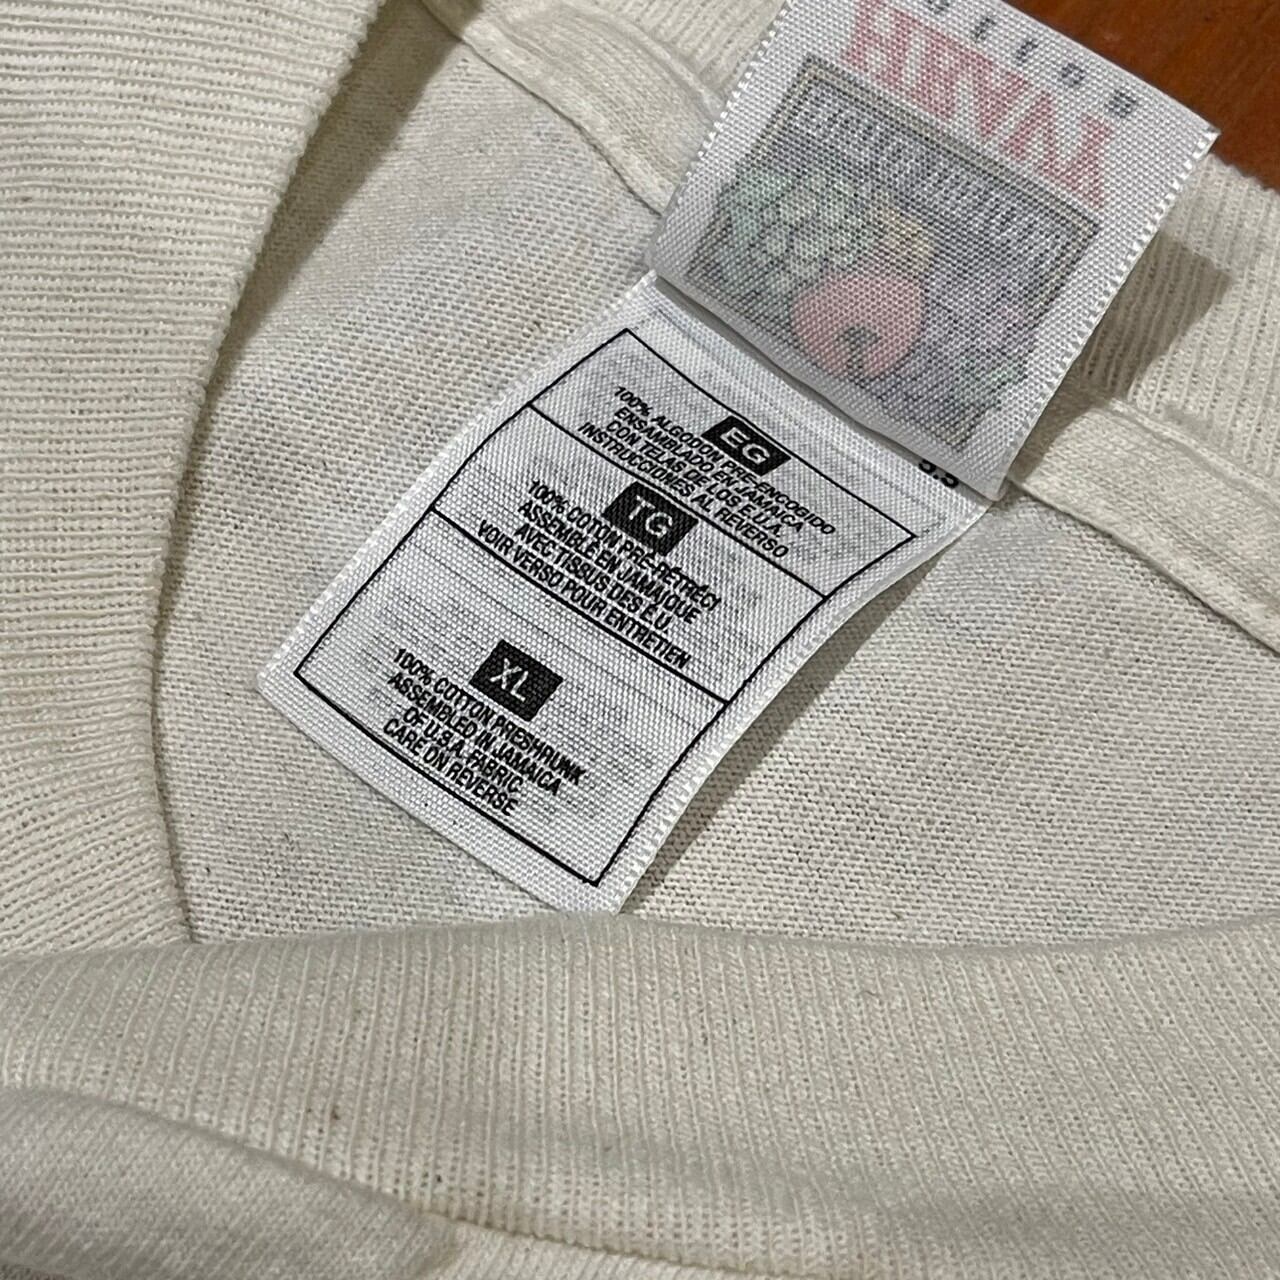 EG
100% ALGODON PRE-ENCOGIDO
ENSAMBLADO EN JAMAICA
CON TELAS DE LOS E.U.A.
INSTRUCCIONES AL REVERSO
TG
100% COTON PRÉ-RÉTRÉCI
ASSEMBLÉ EN JAMAIQUE
AVEC TISSUS DES É.U.
VOIR VERSO POUR ENTRETIEN
XL
100% COTTON PRESHRUNK
ASSEMBLED IN JAMAICA
OF U.S.A. FABRIC.
CARE ON REVERSE